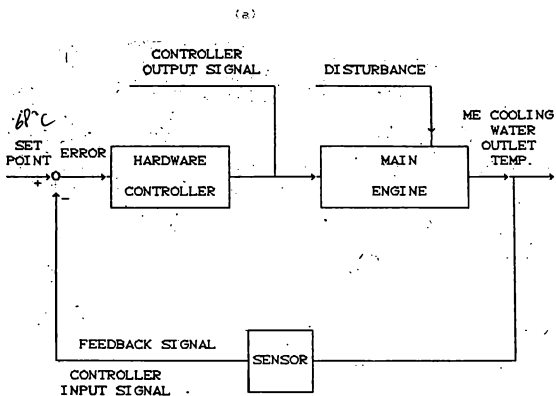 (a)
CONTROLLER
OUTPUT SIGNAL
DISTURBANCE
ME COOLING
WATER
OUTLET
TEMP.
SET
POINT
+
ERROR
-
HARDWARE
CONTROLLER
MAIN
ENGINE
FEEDBACK SIGNAL
SENSOR
CONTROLLER
INPUT SIGNAL